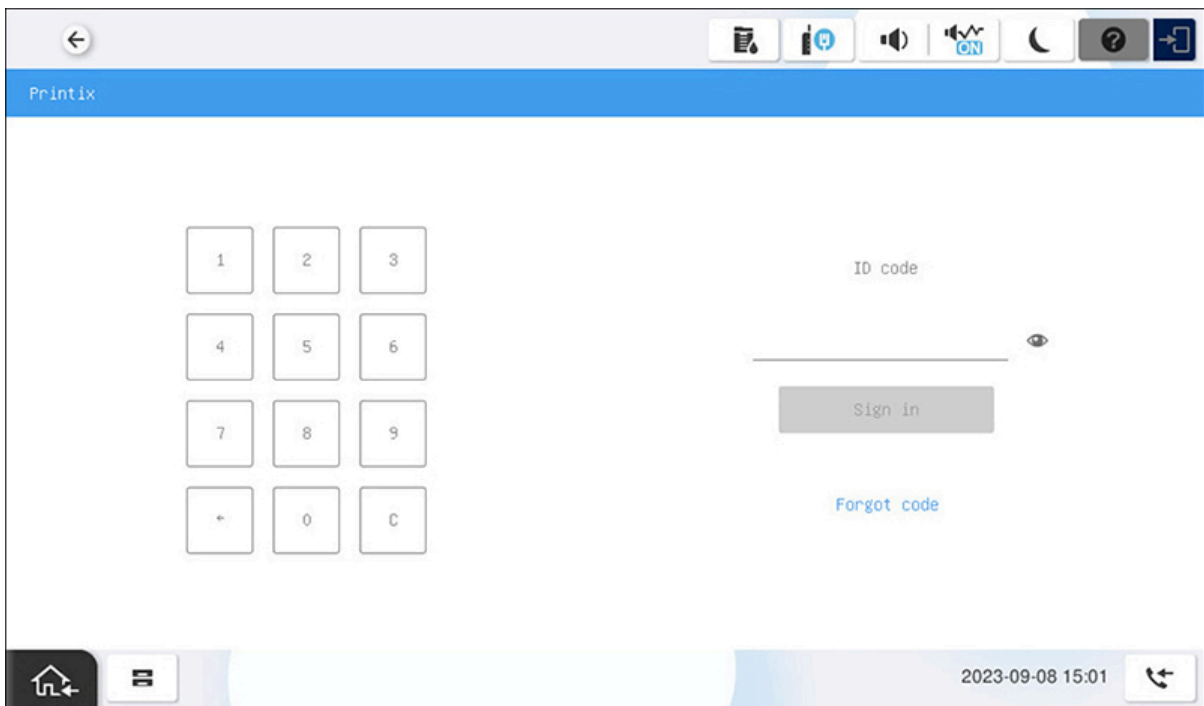 ON
Printix
1 2 3
ID code
4 5 6
7 8 9
Sign in
← 0 C
Forgot code
2023-09-08 15:01